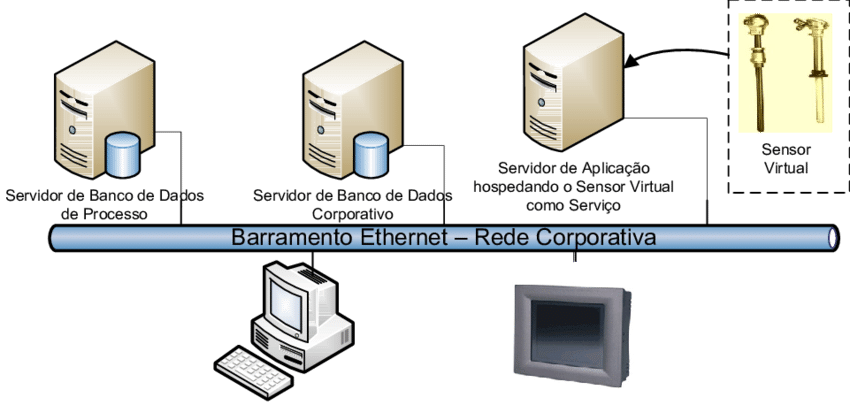 Servidor de Banco de Dados
de Processo
Servidor de Banco de Dados
Corporativo
Servidor de Aplicação
hospedando o Sensor Virtual
como Serviço
Sensor
Virtual
Barramento Ethernet – Rede Corporativa